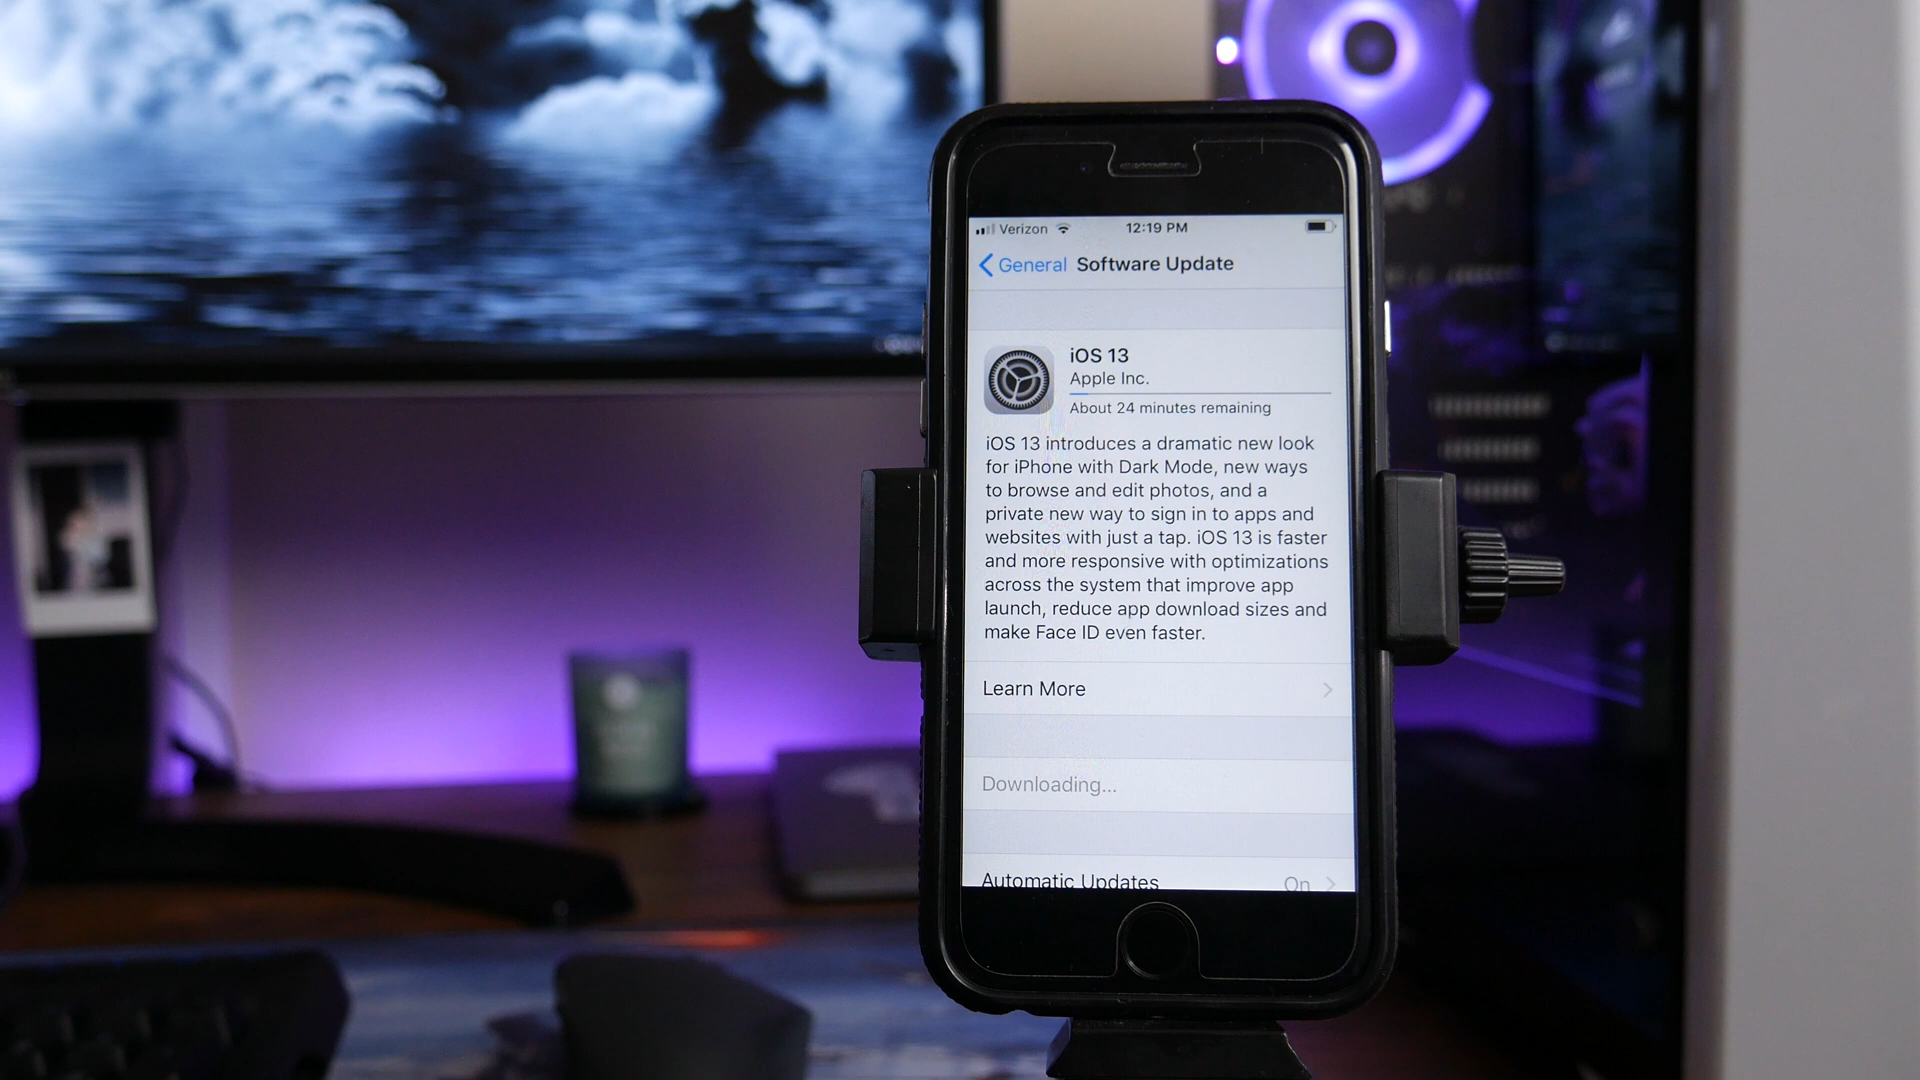 Verizon 12:19 PM
General Software Update
iOS 13
Apple Inc.
About 24 minutes remaining
iOS 13 introduces a dramatic new look
for iPhone with Dark Mode, new ways
to browse and edit photos, and a
private new way to sign in to apps and
websites with just a tap. iOS 13 is faster
and more responsive with optimizations
across the system that improve app
launch, reduce app download sizes and
make Face ID even faster.
Learn More
Downloading...
Automatic Updates On